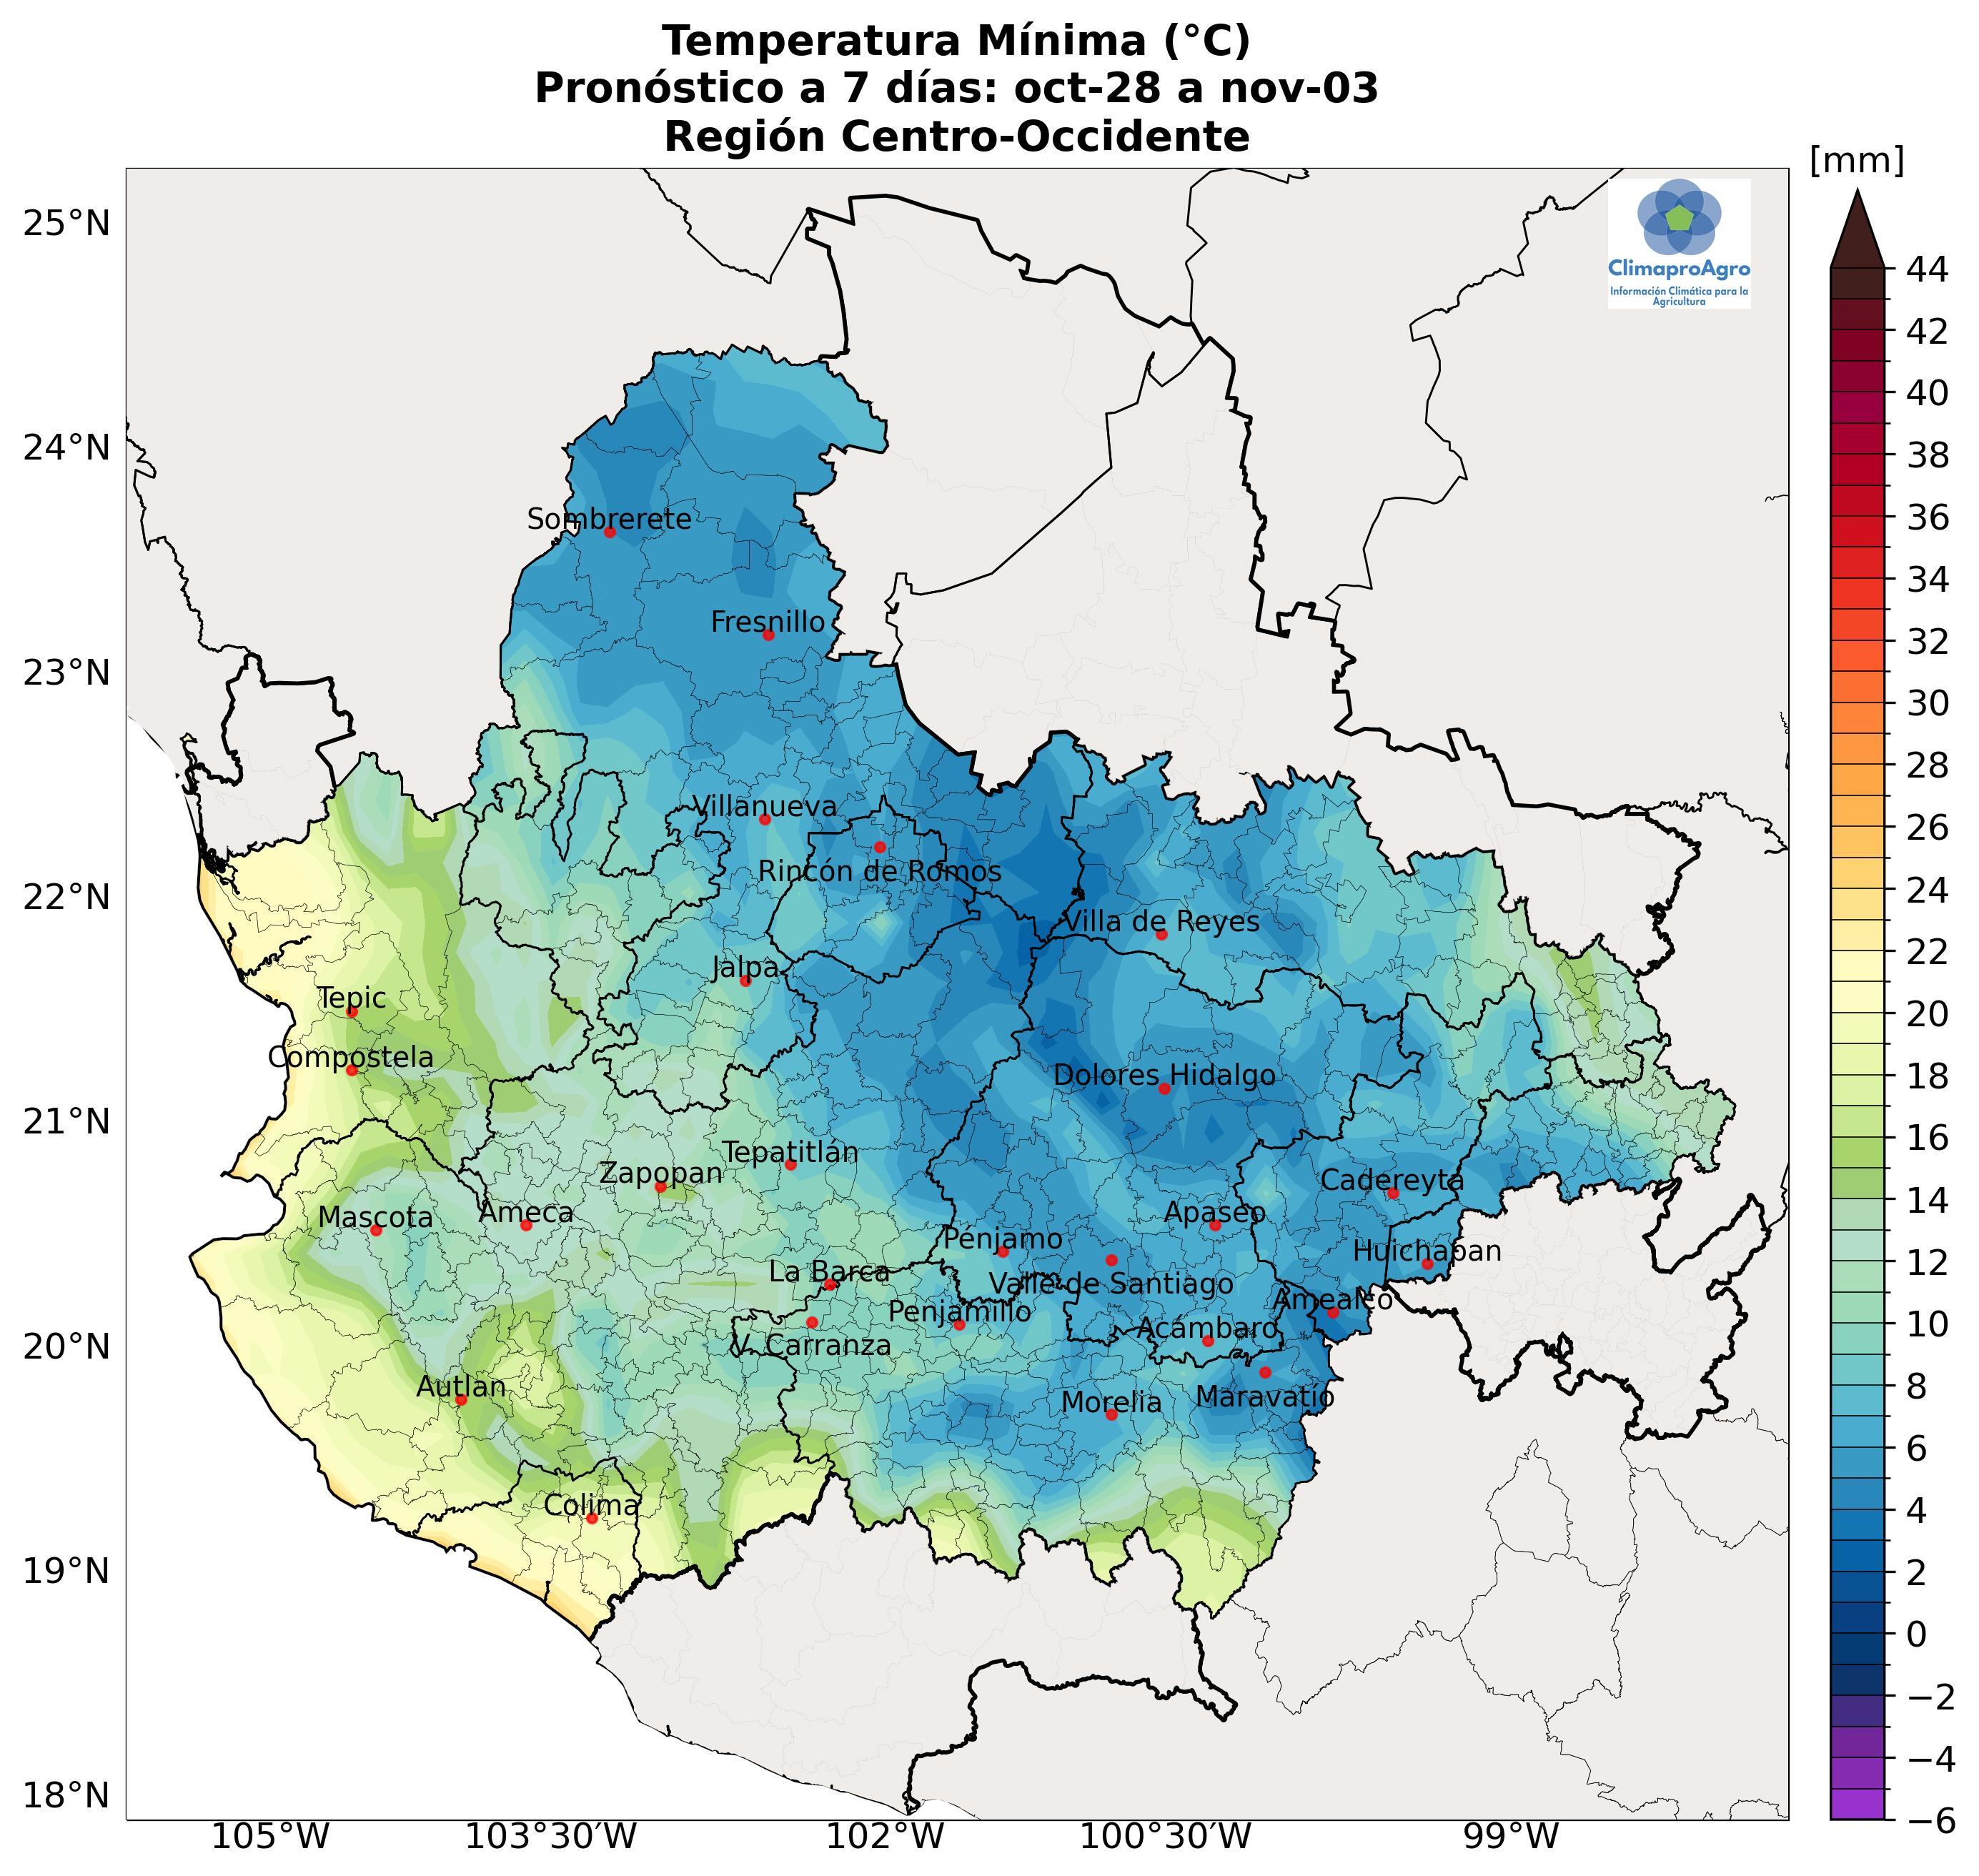 Temperatura Mínima (°C)
Pronóstico a 7 días: oct-28 a nov-03
Región Centro-Occidente
[mm]
ClimaproAgro
Información Climática para la
Agricultura
25°N
24°N
23°N
22°N
21°N
20°N
19°N
18°N
Sombrerete
Fresnillo
Villanueva
Rincón de Romos
Villa de Reyes
Jalpa
Tepic
Compostela
Dolores Hidalgo
Tepatitlán
Zapopan
Cadereyta
Mascota
Ameca
Apaseo
Pénjamo
Huichapan
La Barca
Valle de Santiago
Amealco
Penjamillo
Acámbaro
V. Carranza
Autlan
Morelia
Maravatío
Colima
105°W
103°30'W
102°W
100°30'W
99°W
44
42
40
38
36
34
32
30
28
26
24
22
20
18
16
14
12
10
8
6
4
2
0
−2
−4
−6